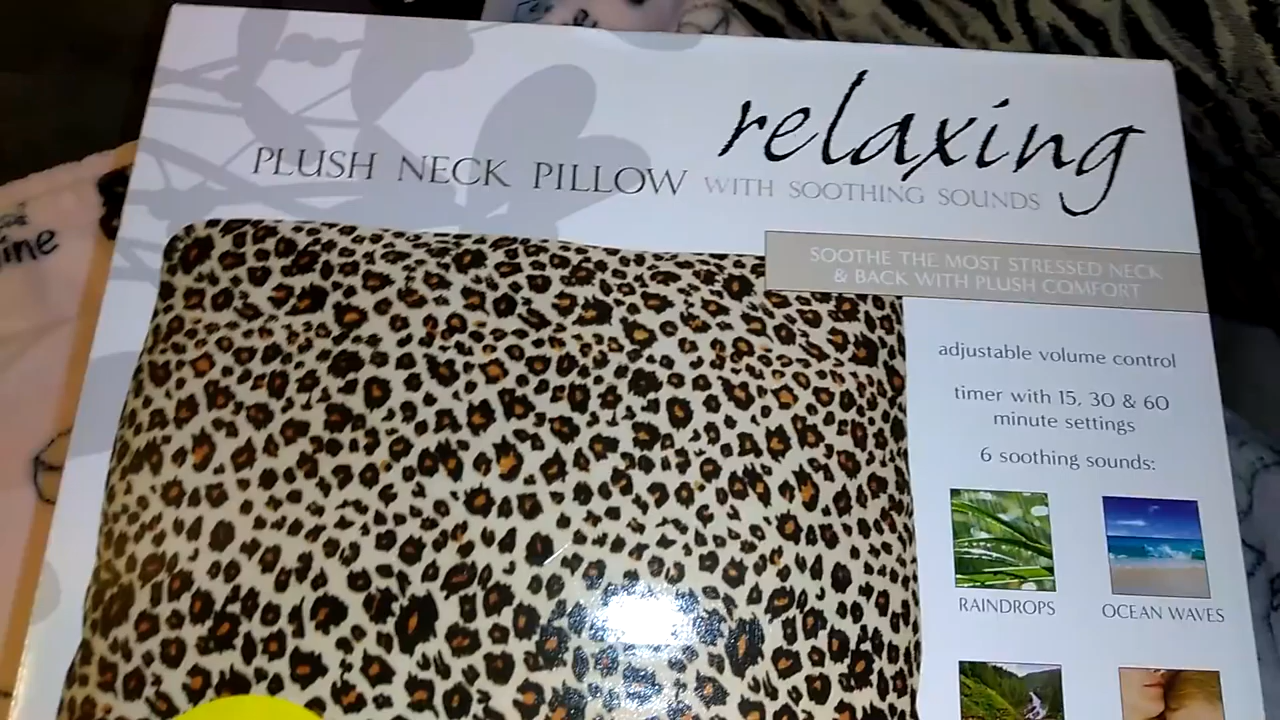 relaxing
PLUSH NECK PILLOW WITH SOOTHING SOUNDS
SOOTHE THE MOST STRESSED NECK
& BACK WITH PLUSH COMFORT
adjustable volume control
timer with 15, 30 & 60
minute settings
6 soothing sounds:
RAINDROPS
OCEAN WAVES